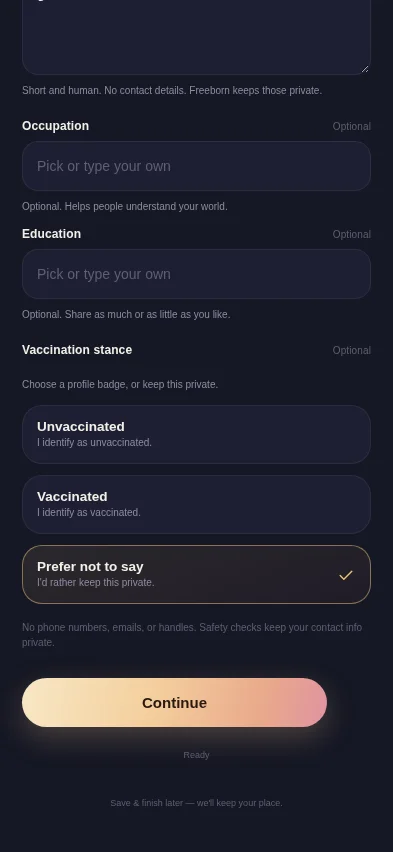 Short and human. No contact details. Freeborn keeps those private.
Occupation
Optional
Pick or type your own
Optional. Helps people understand your world.
Education
Optional
Pick or type your own
Optional. Share as much or as little as you like.
Vaccination stance
Optional
Choose a profile badge, or keep this private.
Unvaccinated
I identify as unvaccinated.
Vaccinated
I identify as vaccinated.
Prefer not to say
I'd rather keep this private.
No phone numbers, emails, or handles. Safety checks keep your contact info
private.
Continue
Ready
Save & finish later — we'll keep your place.